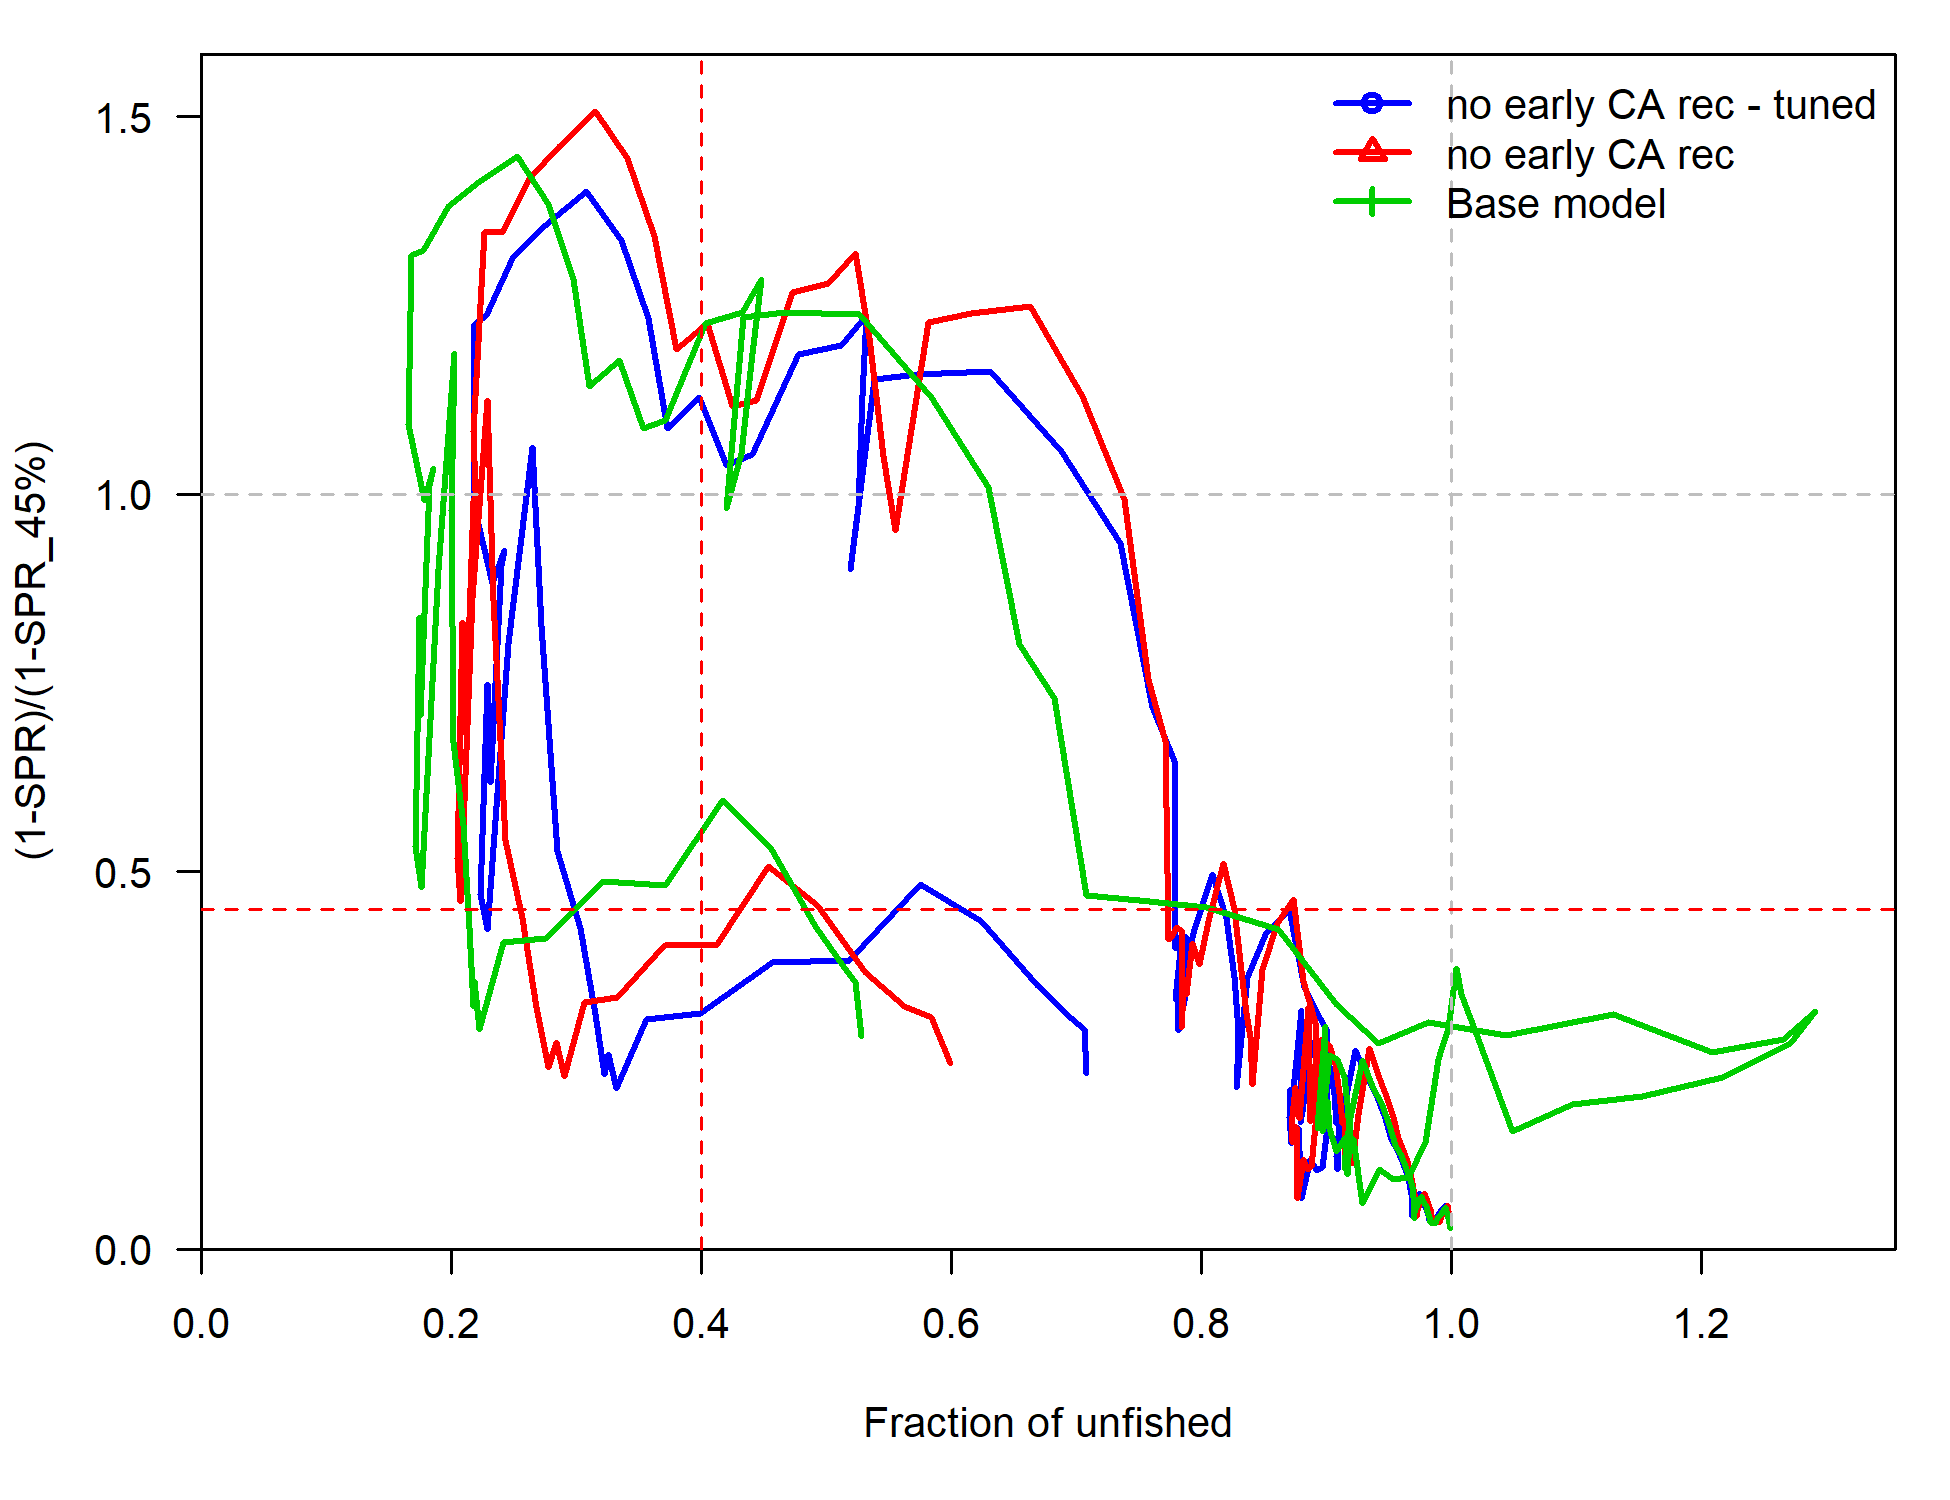 no early CA rec - tuned
no early CA rec
Base model
(1-SPR)/(1-SPR_45%)
1.5
1.0
0.5
0.0
0.0 0.2 0.4 0.6 0.8 1.0 1.2
Fraction of unfished